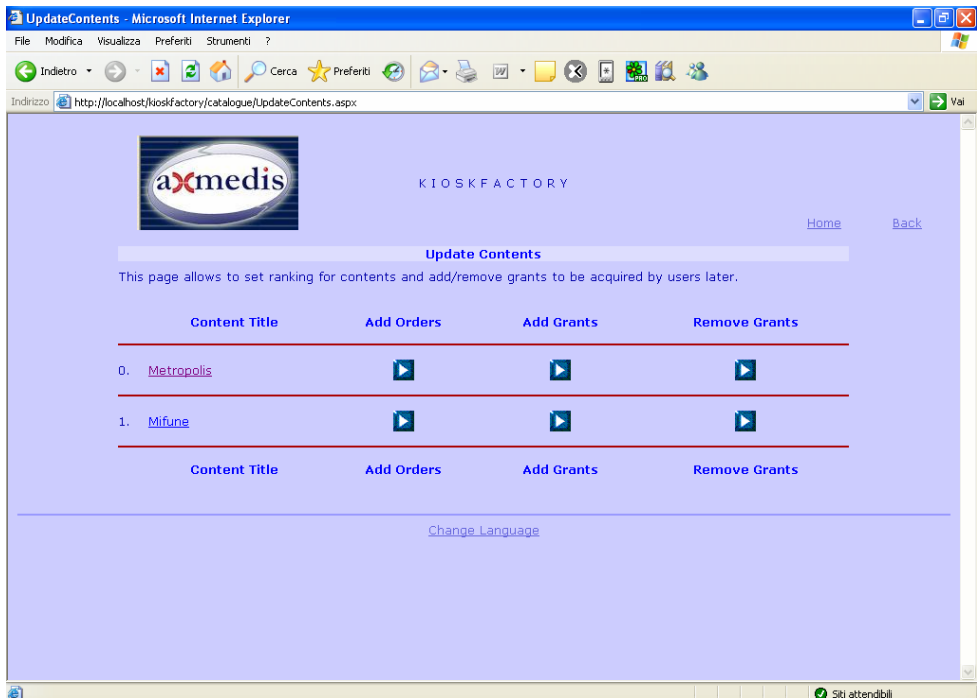 UpdateContents - Microsoft Internet Explorer
File Modifica Visualizza Preferiti Strumenti ?
Indietro Cerca Preferiti W PRO
Indirizzo http://localhost/kioskfactory/catalogue/UpdateContents.aspx Vai
axmedis
KIOSKFACTORY
Home Back
Update Contents
This page allows to set ranking for contents and add/remove grants to be acquired by users later.
Content Title Add Orders Add Grants Remove Grants
0. Metropolis
1. Mifune
Content Title Add Orders Add Grants Remove Grants
Change Language
Siti attendibili